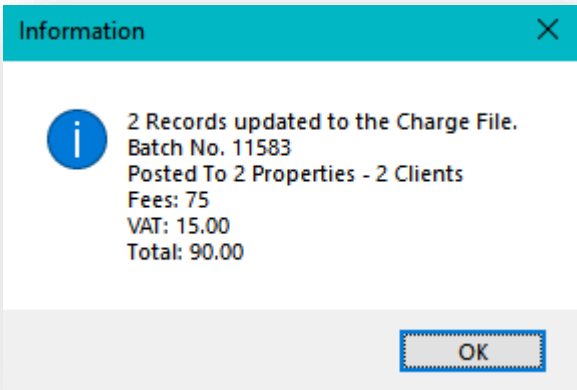 Information
2 Records updated to the Charge File.
Batch No. 11583
Posted To 2 Properties - 2 Clients
Fees: 75
VAT: 15.00
Total: 90.00
OK